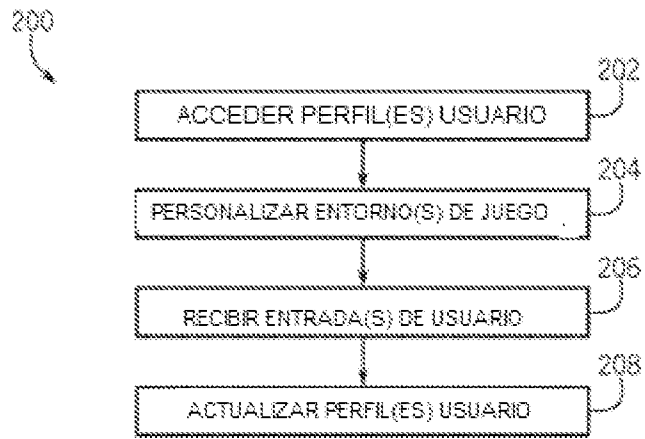 200
202
ACCEDER PERFIL(ES) USUARIO
204
PERSONALIZAR ENTORNO(S) DE JUEGO
206
RECIBIR ENTRADA(S) DE USUARIO
208
ACTUALIZAR PERFIL(ES) USUARIO